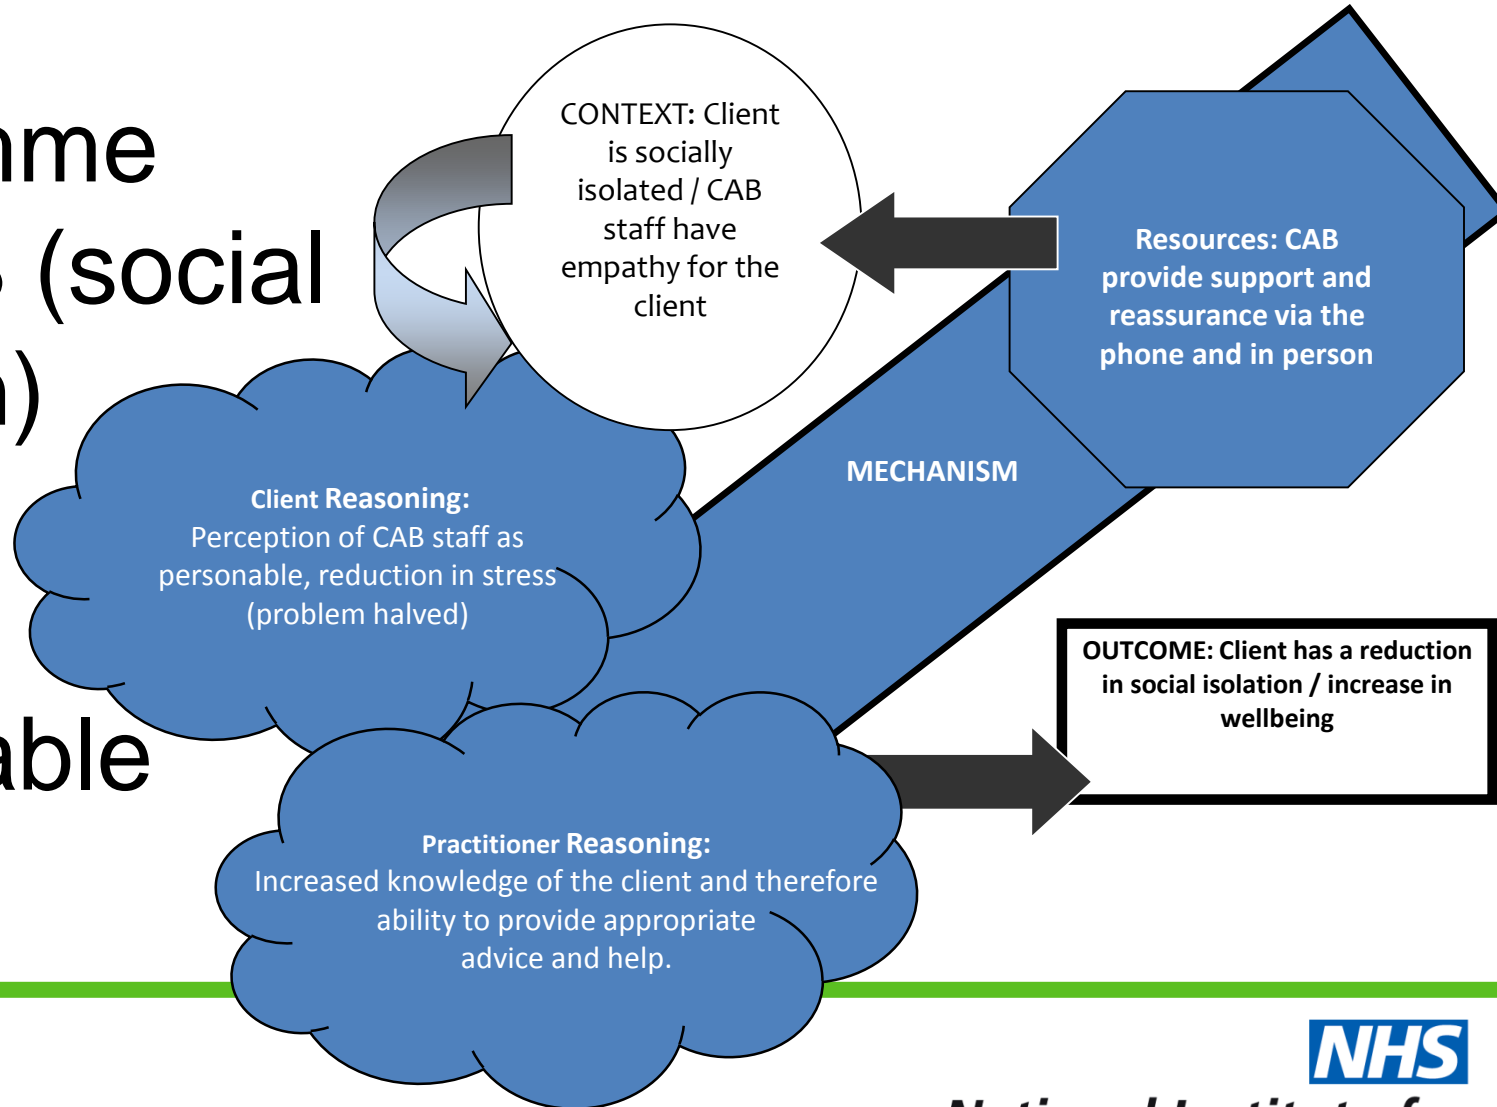 (social
able
CONTEXT: Client
is socially
isolated / CAB
staff have
empathy for the
client
Resources: CAB
provide support and
reassurance via the
phone and in person
MECHANISM
Client Reasoning:
Perception of CAB staff as
personable, reduction in stress
(problem halved)
OUTCOME: Client has a reduction
in social isolation / increase in
wellbeing
Practitioner Reasoning:
Increased knowledge of the client and therefore
ability to provide appropriate
advice and help.
NHS
National Institute for